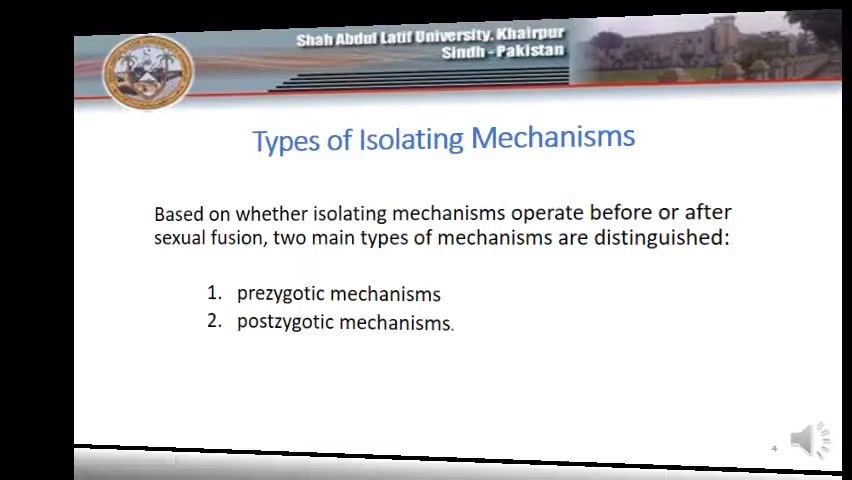 Shah Abdul Latif University, Khairpur
Sindh - Pakistan
Types of Isolating Mechanisms
Based on whether isolating mechanisms operate before or after
sexual fusion, two main types of mechanisms are distinguished:
1. prezygotic mechanisms
2. postzygotic mechanisms.
4